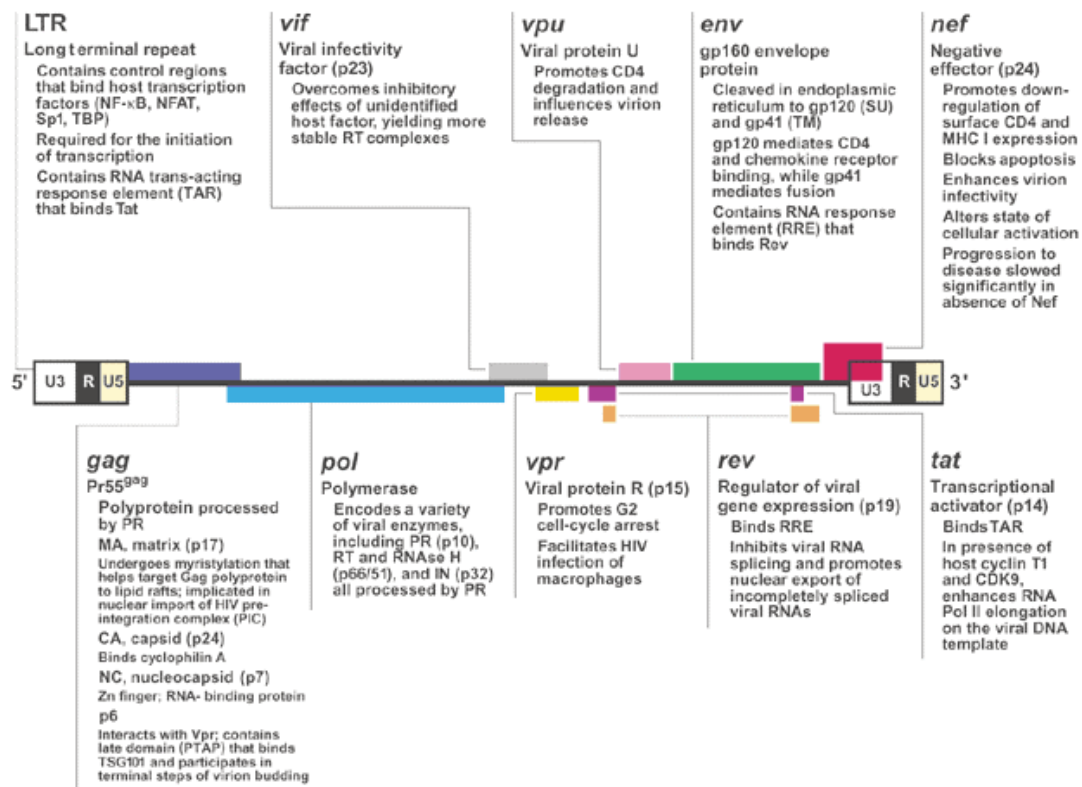 LTR
Long terminal repeat
Contains control regions
that bind host transcription
factors (NF-κB, NFAT,
Sp1, TBP)
Required for the initiation
of transcription
Contains RNA trans-acting
response element (TAR)
that binds Tat
vif
Viral infectivity
factor (p23)
Overcomes inhibitory
effects of unidentified
host factor, yielding more
stable RT complexes
vpu
Viral protein U
Promotes CD4
degradation and
influences virion
release
env
gp160 envelope
protein
Cleaved in endoplasmic
reticulum to gp120 (SU)
and gp41 (TM)
gp120 mediates CD4
and chemokine receptor
binding, while gp41
mediates fusion
Contains RNA response
element (RRE) that
binds Rev
nef
Negative
effector (p24)
Promotes down-
regulation of
surface CD4 and
MHC I expression
Blocks apoptosis
Enhances virion
infectivity
Alters state of
cellular activation
Progression to
disease slowed
significantly in
absence of Nef
5' U3 R U5 U3 R U5 3'
gag
Pr55gag
Polyprotein processed
by PR
MA, matrix (p17)
Undergoes myristylation that
helps target Gag polyprotein
to lipid rafts; implicated in
nuclear import of HIV pre-
integration complex (PIC)
CA, capsid (p24)
Binds cyclophilin A
NC, nucleocapsid (p7)
Zn finger; RNA- binding protein
p6
Interacts with Vpr; contains
late domain (PTAP) that binds
TSG101 and participates in
terminal steps of virion budding
pol
Polymerase
Encodes a variety
of viral enzymes,
including PR (p10),
RT and RNAse H
(p66/51), and IN (p32)
all processed by PR
vpr
Viral protein R (p15)
Promotes G2
cell-cycle arrest
Facilitates HIV
infection of
macrophages
rev
Regulator of viral
gene expression (p19)
Binds RRE
Inhibits viral RNA
splicing and promotes
nuclear export of
incompletely spliced
viral RNAs
tat
Transcriptional
activator (p14)
Binds TAR
In presence of
host cyclin T1
and CDK9,
enhances RNA
Pol II elongation
on the viral DNA
template